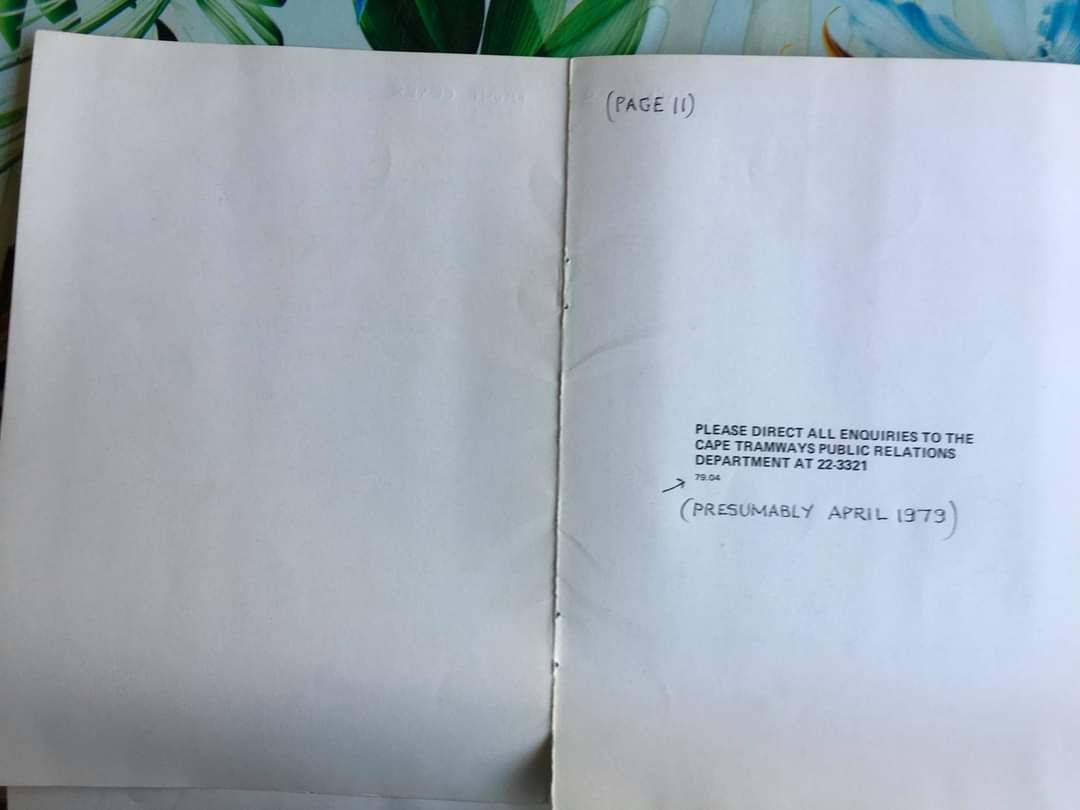 (PAGE 11)
PLEASE DIRECT ALL ENQUIRIES TO THE
CAPE TRAMWAYS PUBLIC RELATIONS
DEPARTMENT AT 22-3321
79.04
(PRESUMABLY APRIL 1979)